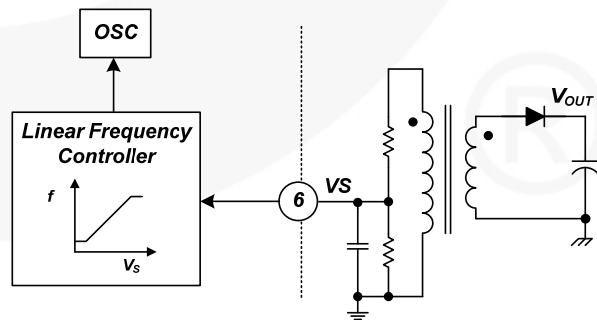 OSC
Linear Frequency
Controller
f
VS
6
VS
VOUT
®